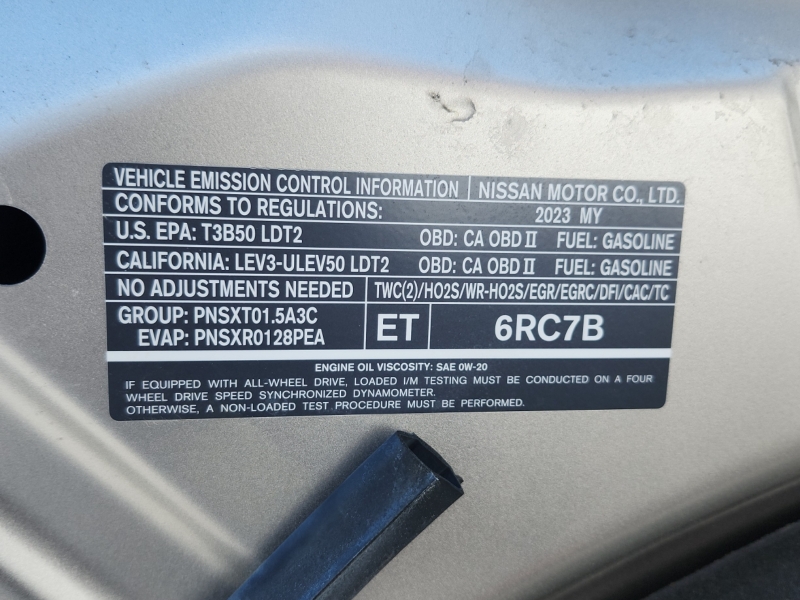 VEHICLE EMISSION CONTROL INFORMATION NISSAN MOTOR CO., LTD.
CONFORMS TO REGULATIONS: 2023 MY
U.S. EPA: T3B50 LDT2 OBD: CA OBD II FUEL: GASOLINE
CALIFORNIA: LEV3-ULEV50 LDT2 OBD: CA OBD II FUEL: GASOLINE
NO ADJUSTMENTS NEEDED TWC(2)/HO2S/WR-HO2S/EGR/EGRC/DFI/CAC/TC
GROUP: PNSXT01.5A3C
EVAP: PNSXR0128PEA
ET 6RC7B
ENGINE OIL VISCOSITY: SAE 0W-20
IF EQUIPPED WITH ALL-WHEEL DRIVE, LOADED I/M TESTING MUST BE CONDUCTED ON A FOUR
WHEEL DRIVE SPEED SYNCHRONIZED DYNAMOMETER.
OTHERWISE, A NON-LOADED TEST PROCEDURE MUST BE PERFORMED.